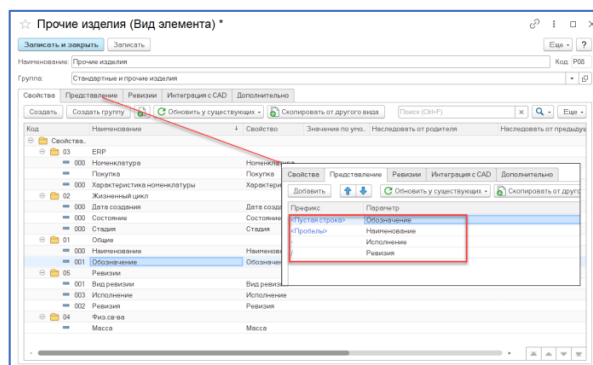 Прочие изделия (Вид элемента) *
Записать и закрыть Записать Еще ?
Наименование: Прочие изделия Код: P08
Группа: Стандартные и прочие изделия
Свойства Представление Ревизии Интеграция с CAD Дополнительно
Создать Создать группу Обновить у существующих Скопировать от другого вида Поиск (Ctrl+F) × Еще
Код Наименование ↓ Свойство Значение по умо.. Наследовать от родителя Наследовать от предыду
Свойства..
03 ERP
000 Номенклатура Номенклатура
Покупка Покупка
000 Характеристика номенклатуры Характери
02 Жизненный цикл
000 Дата создания Дата созда
000 Состояние Состояние
000 Стадия Стадия
01 Общие
000 Наименование Наименова
001 Обозначение Обозначен
05 Ревизии
001 Вид ревизии Вид ревиз
003 Исполнение Исполнение
002 Ревизия Ревизия
04 Физ.св-ва
Масса Масса
Свойства Представление Ревизии Интеграция с CAD Дополнительно
Добавить Обновить у существующих Скопировать от друго
Префикс Параметр
<Пустая строка> Обозначение
<Пробелы> Наименование
- Исполнение
/ Ревизия